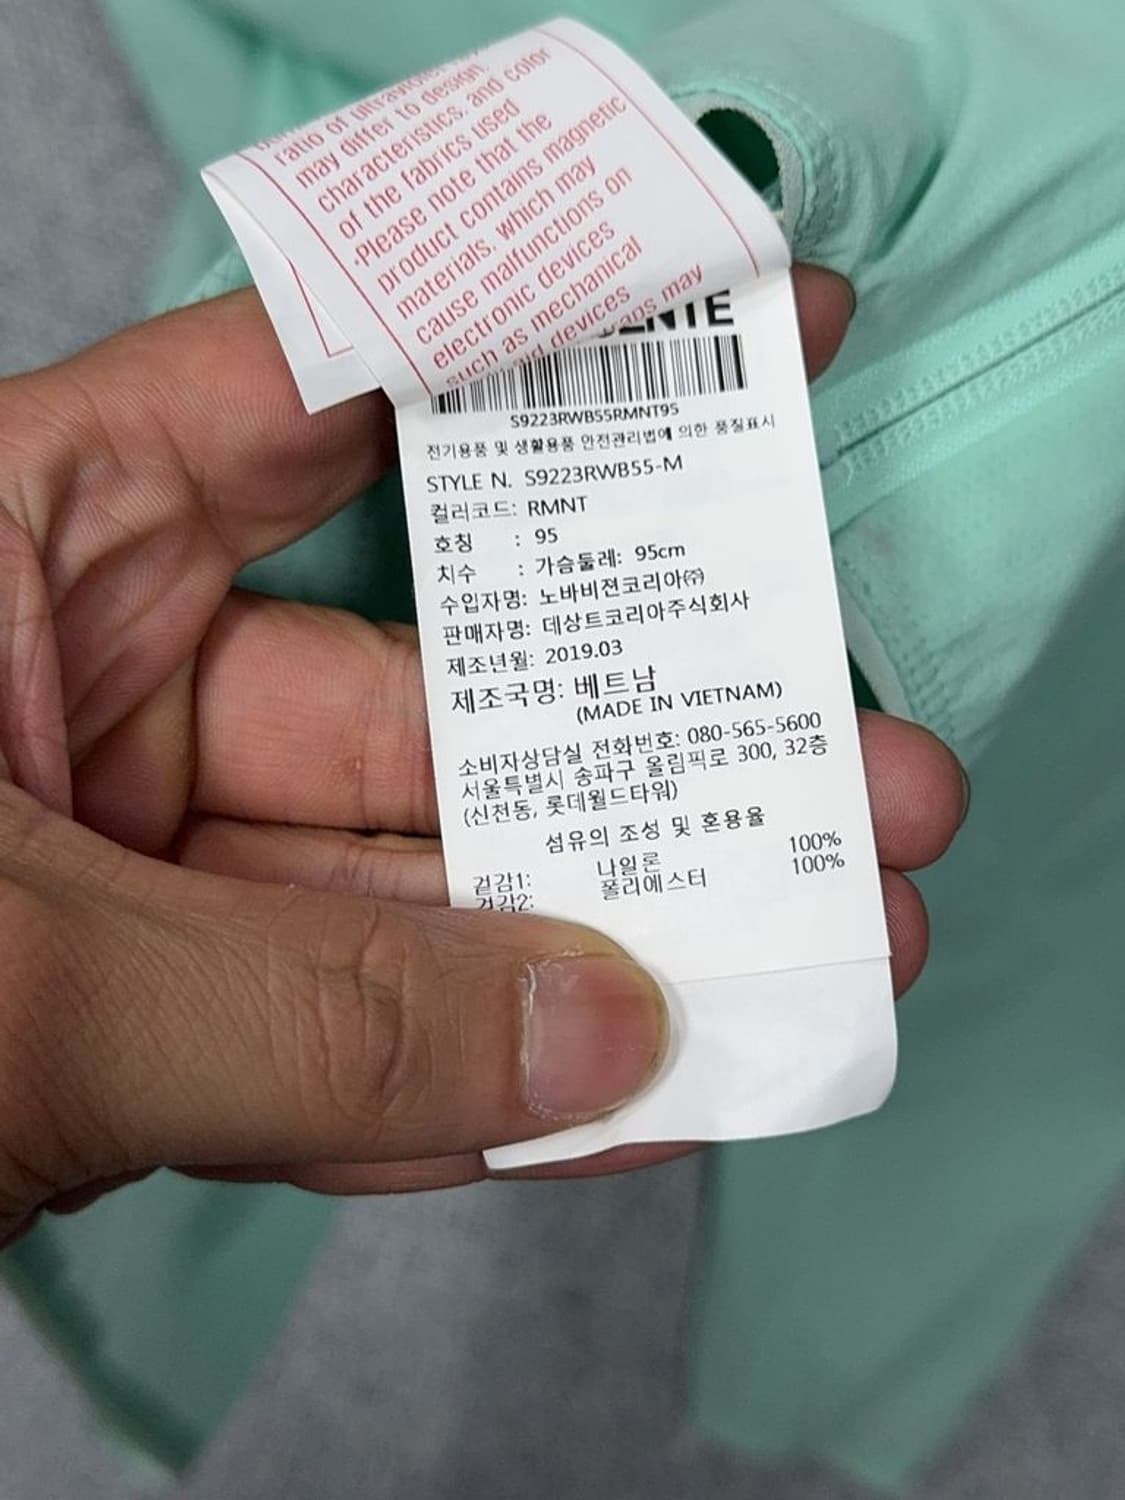 ratio of ultraviolet
may differ to design,
characteristics, and color
of the fabrics used
·Please note that the
product contains magnetic
materials, which may
cause malfunctions on
electronic devices
such as mechanical
devices
may
S9223RWB55RMNT95
전기용품 및 생활용품 안전관리법에 의한 품질표시
STYLE N. S9223RWB55-M
컬러코드: RMNT
호칭 : 95
치수 : 가슴둘레: 95cm
수입자명: 노바비젼코리아㈜
판매자명: 데상트코리아주식회사
제조년월: 2019.03
제조국명: 베트남
(MADE IN VIETNAM)
소비자상담실 전화번호: 080-565-5600
서울특별시 송파구 올림픽로 300, 32층
(신천동, 롯데월드타워)
섬유의 조성 및 혼용율
겉감1: 나일론 100%
겉감2: 폴리에스터 100%